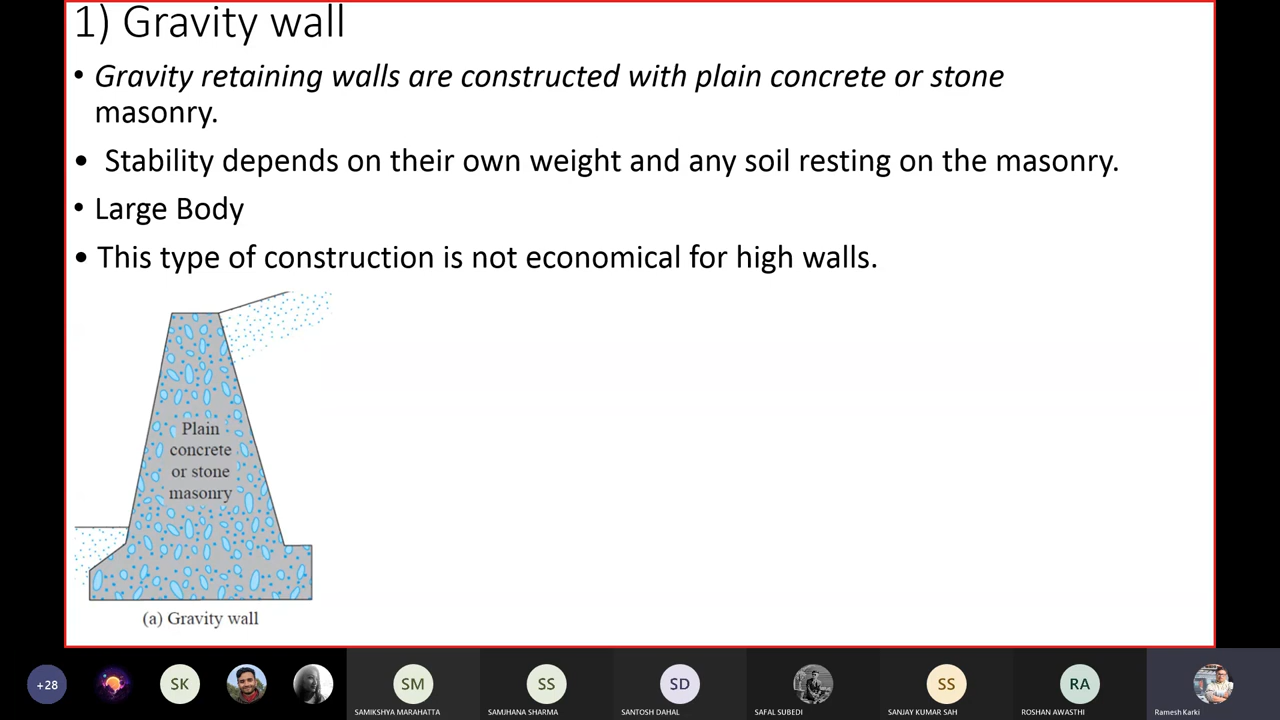 1) Gravity wall
• Gravity retaining walls are constructed with plain concrete or stone
masonry.
• Stability depends on their own weight and any soil resting on the masonry.
• Large Body
• This type of construction is not economical for high walls.
Plain
concrete
or stone
masonry
(a) Gravity wall
+28
SK
SM
SS
SD
SS
RA
SAMIKSHYA MARAHATTA
SAMJHANA SHARMA
SANTOSH DAHAL
SAFAL SUBEDI
SANJAY KUMAR SAH
ROSHAN AWASTHI
Ramesh Karki